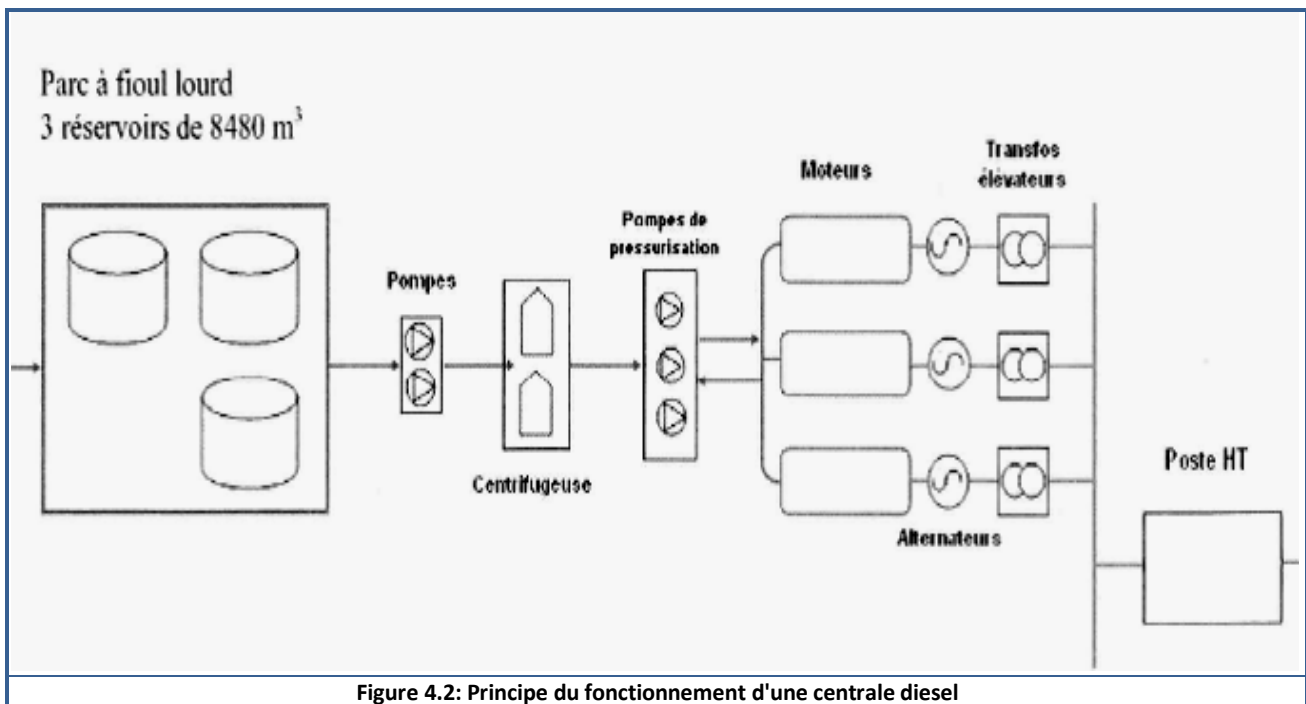 Parc à fioul lourd
3 réservoirs de 8480 m³
Pompes
Centrifugeuse
Pompes de
pressurisation
Moteurs
Transfos
élévateurs
Alternateurs
Poste HT
Figure 4.2: Principe du fonctionnement d'une centrale diesel